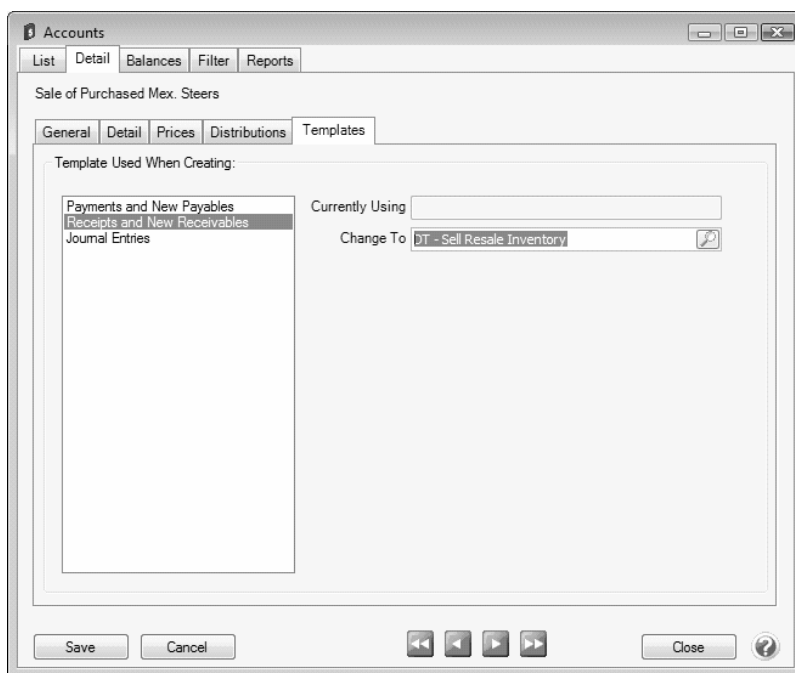 Accounts
List Detail Balances Filter Reports
Sale of Purchased Mex. Steers
General Detail Prices Distributions Templates
Template Used When Creating:
Payments and New Payables
Receipts and New Receivables
Journal Entries
Currently Using
Change To DT - Sell Resale Inventory
Save Cancel Close ?